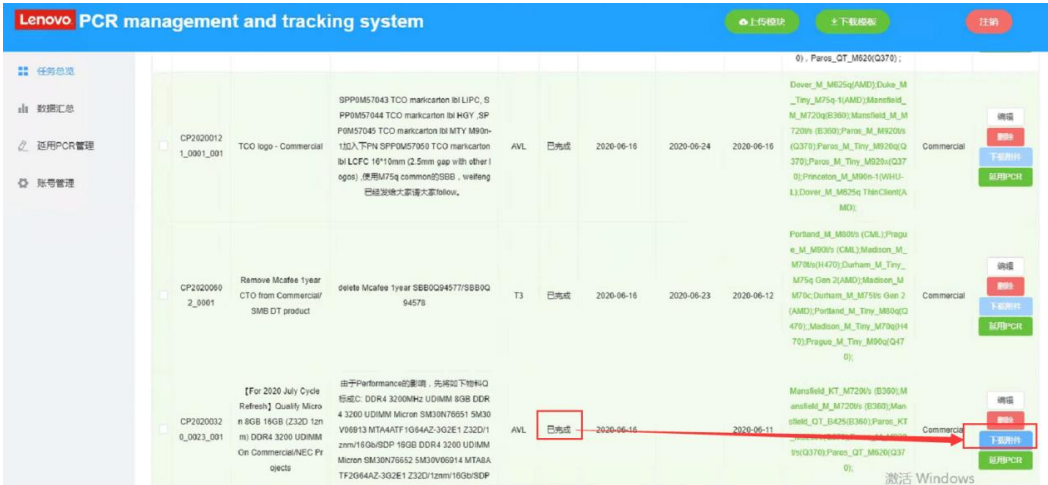 Lenovo PCR management and tracking system
上传模块
下载模板
注销
任务总览
数据汇总
延用PCR管理
账号管理
0) , Paros_QT_M620(Q370) ;
CP2020012
1_0001_001
TCO logo - Commercial
SPP0M57043 TCO markcarton lbl LIPC, S
PP0M57044 TCO markcarton lbl HGY ,SP
P0M57045 TCO markcarton lbl MTY M90n-
1加入下PN SPP0M57050 TCO markcarton
lbl LCFC 16*10mm (2.5mm gap with other l
ogos) ,使用M75q common的SBB , weifeng
已经发给大家请大家follow。
AVL
已完成
2020-06-16
2020-06-24
2020-06-16
Dover_M_M625q(AMD);Duke_M
_Tiny_M75q-1(AMD);Mansfield_
M_M720q(B360);Mansfield_M_M
720t/s (B360);Paros_M_M920t/s
(Q370);Paros_M_Tiny_M920q(Q
370);Paros_M_Tiny_M920x(Q37
0);Princeton_M_M90n-1(WHU-
L);Dover_M_M625q ThinClient(A
MD);
Commercial
编辑
删除
下载附件
延用PCR
CP2020060
2_0001
Remove Mcafee 1year
CTO from Commercial/
SMB DT product
delete Mcafee 1year SBB0Q94577/SBB0Q
94578
T3
已完成
2020-06-16
2020-06-23
2020-06-12
Portland_M_M80t/s (CML);Pragu
e_M_M90t/s (CML);Madison_M_
M70t/s(H470);Durham_M_Tiny_
M75q Gen 2(AMD);Madison_M
M70c;Durham_M_M75t/s Gen 2
(AMD);Portland_M_Tiny_M80q(Q
470);;Madison_M_Tiny_M70q(H4
70);Prague_M_Tiny_M90q(Q47
0);
Commercial
编辑
删除
下载附件
延用PCR
CP2020032
0_0023_001
【For 2020 July Cycle
Refresh】Qualify Micro
n 8GB 16GB (Z32D 1zn
m) DDR4 3200 UDIMM
On Commercial/NEC Pr
ojects
由于Performance的影响，先将如下物料Q
标成C: DDR4 3200MHz UDIMM 8GB DDR
4 3200 UDIMM Micron SM30N76651 5M30
V06913 MTA4ATF1G64AZ-3G2E1 Z32D/1
znm/16Gb/SDP 16GB DDR4 3200 UDIMM
Micron SM30N76652 5M30V06914 MTA8A
TF2G64AZ-3G2E1 Z32D/1znm/16Gb/SDP
AVL
已完成
2020-06-16
2020-06-11
Mansfield_KT_M720t/s (B360);M
ansfield_M_M720t/s (B360);Man
sfield_QT_B425(B360);Paros_KT
t/s(Q370);Paros_QT_M620(Q37
0);
Commercial
编辑
删除
下载附件
延用PCR
激活 Windows